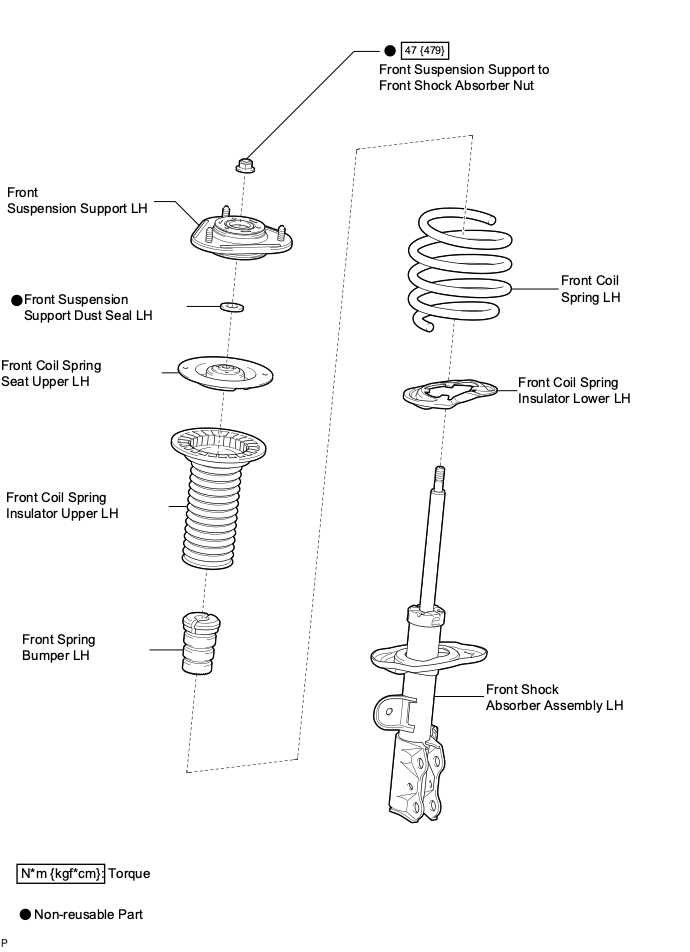 ● 47 {479}
Front Suspension Support to
Front Shock Absorber Nut
Front
Suspension Support LH
●Front Suspension
Support Dust Seal LH
Front Coil Spring
Seat Upper LH
Front Coil Spring
Insulator Upper LH
Front Spring
Bumper LH
Front Coil
Spring LH
Front Coil Spring
Insulator Lower LH
Front Shock
Absorber Assembly LH
N*m {kgf*cm}: Torque
● Non-reusable Part
P